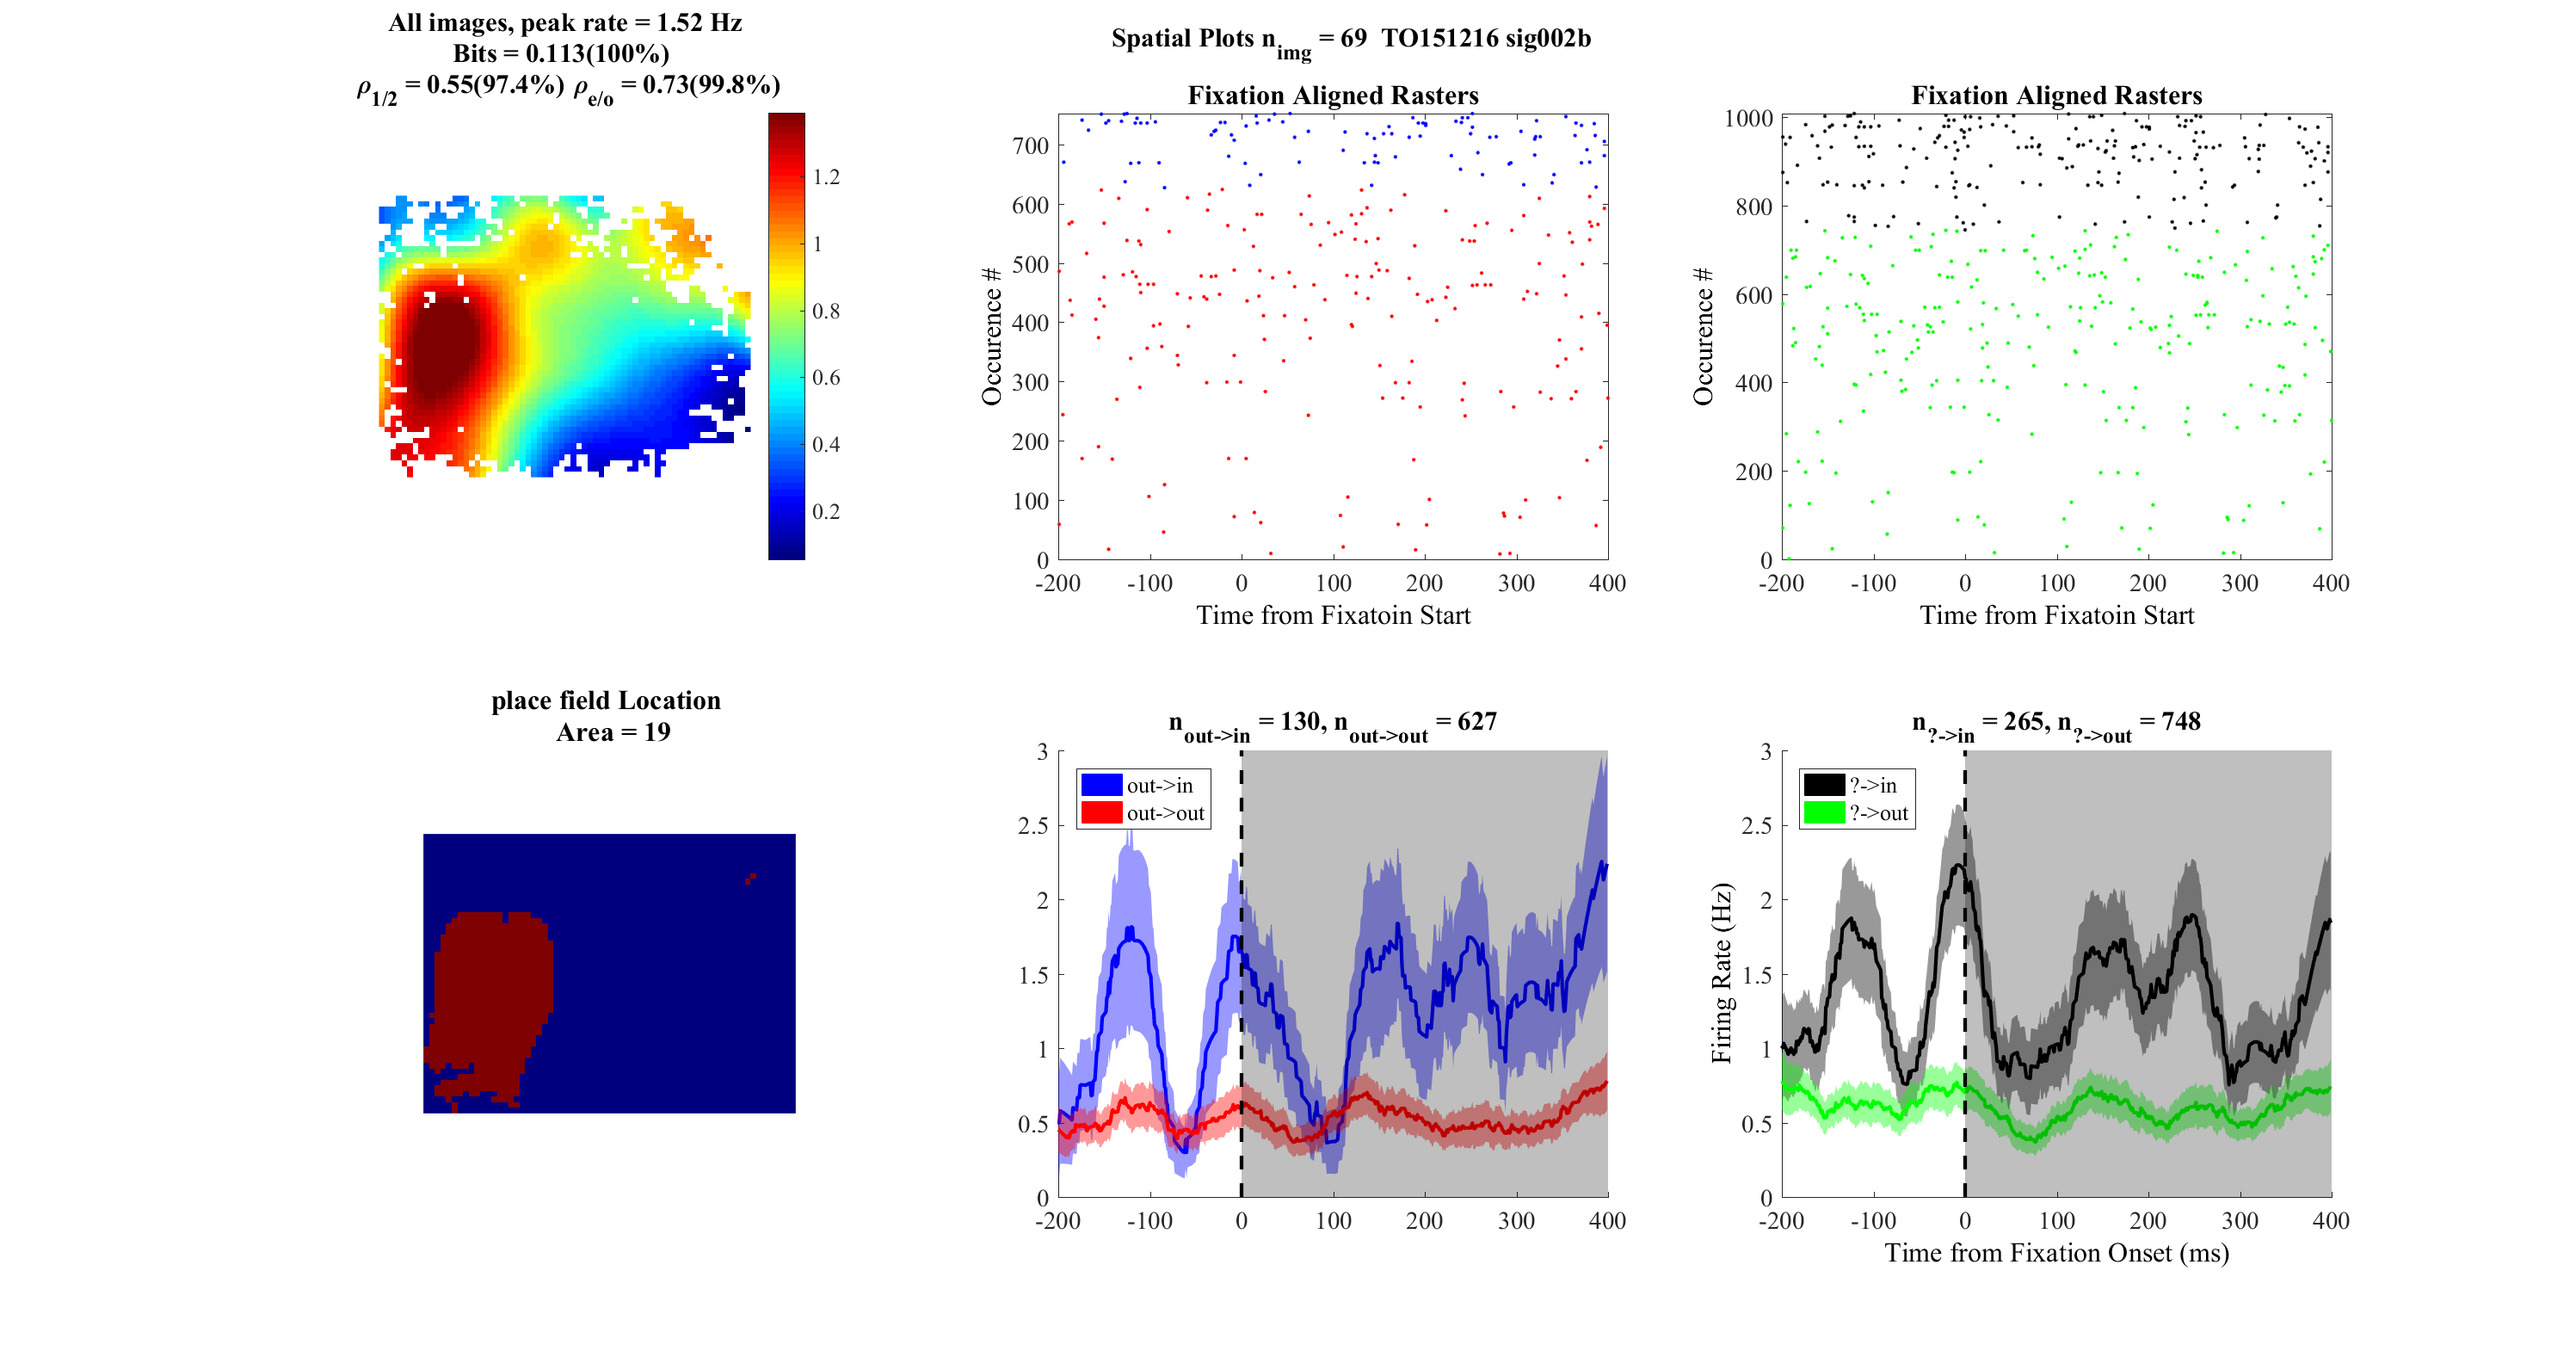 All images, peak rate = 1.52 Hz
Bits = 0.113(100%)
ρ1/2 = 0.55(97.4%) ρe/o = 0.73(99.8%)
1.2
1
0.8
0.6
0.4
0.2
Spatial Plots nimg = 69 TO151216 sig002b
Fixation Aligned Rasters
Occurence #
700
600
500
400
300
200
100
0
-200 -100 0 100 200 300 400
Time from Fixatoin Start
Fixation Aligned Rasters
Occurence #
1000
800
600
400
200
0
-200 -100 0 100 200 300 400
Time from Fixatoin Start
place field Location
Area = 19
nout->in = 130, nout->out = 627
out->in
out->out
3
2.5
2
1.5
1
0.5
0
-200 -100 0 100 200 300 400
n?->in = 265, n?->out = 748
?->in
?->out
Firing Rate (Hz)
3
2.5
2
1.5
1
0.5
0
-200 -100 0 100 200 300 400
Time from Fixation Onset (ms)